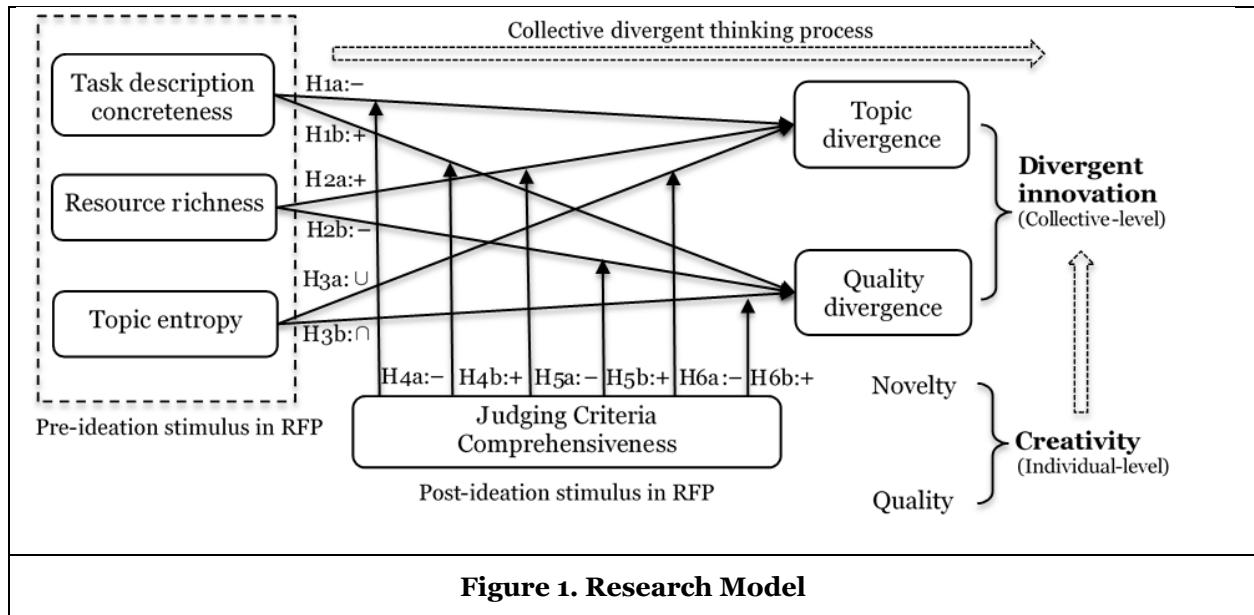 Collective divergent thinking process
Task description
concreteness
Resource richness
Topic entropy
Pre-ideation stimulus in RFP
H1a:–
H1b:+
H2a:+
H2b:–
H3a:∪
H3b:∩
H4a:–
H4b:+
H5a:–
H5b:+
H6a:–
H6b:+
Judging Criteria
Comprehensiveness
Post-ideation stimulus in RFP
Topic
divergence
Quality
divergence
Divergent
innovation
(Collective-level)
Novelty
Quality
Creativity
(Individual-level)
Figure 1. Research Model